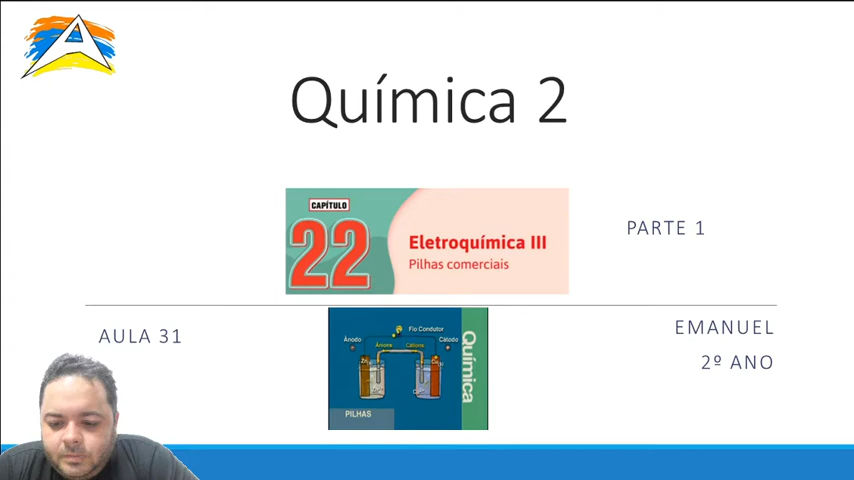 Química 2
CAPÍTULO
22
Eletroquímica III
Pilhas comerciais
PARTE 1
AULA 31
EMANUEL
2º ANO
Fio Condutor
Ânodo
Cátodo
Ânions
Cátions
Química
PILHAS